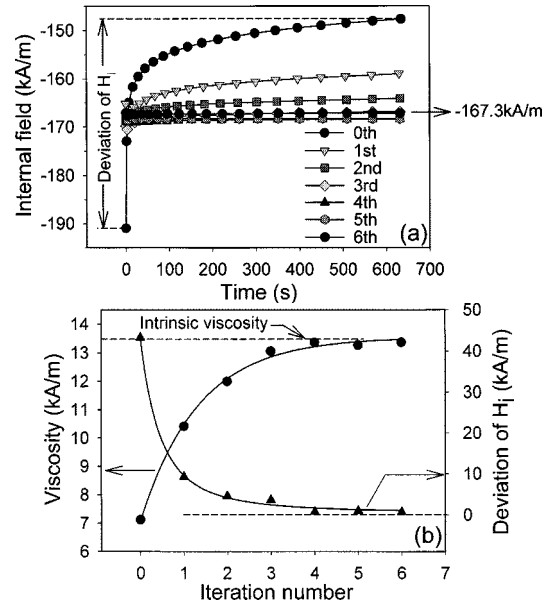 -150
-160
-170
-180
-190
Internal field (kA/m)
Deviation of Hi
-167.3kA/m
0th
1st
2nd
3rd
4th
5th
6th
(a)
-100 0 100 200 300 400 500 600 700
Time (s)
14
13
12
11
10
9
8
7
6
Viscosity (kA/m)
Intrinsic viscosity
50
40
30
20
10
0
Deviation of Hi (kA/m)
(b)
0 1 2 3 4 5 6 7
Iteration number